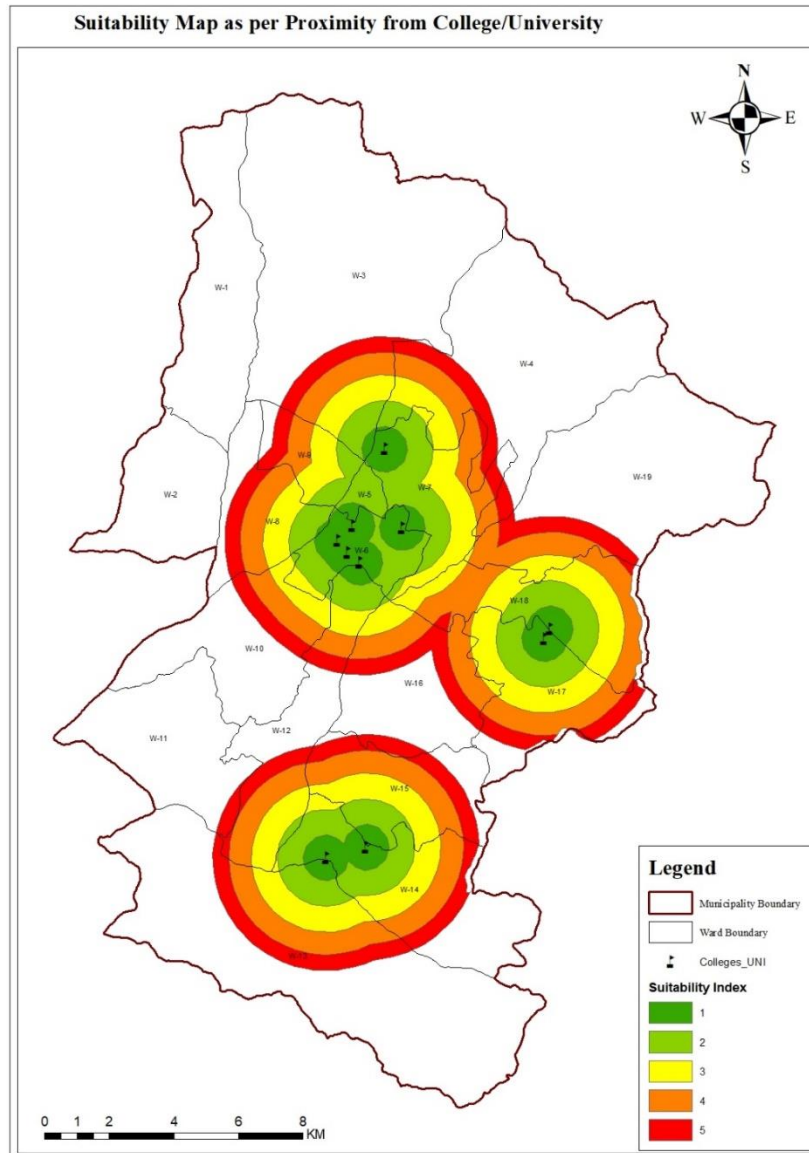 Suitability Map as per Proximity from College/University
N
W E
S
W-1
W-3
W-4
W-2
W-19
W-9
W-5
W-7
W-8
W-6
W-18
W-10
W-16
W-17
W-11
W-12
W-15
W-14
W-13
Legend
Municipality Boundary
Ward Boundary
Colleges_UNI
Suitability Index
1
2
3
4
5
0 1 2 4 6 8
KM